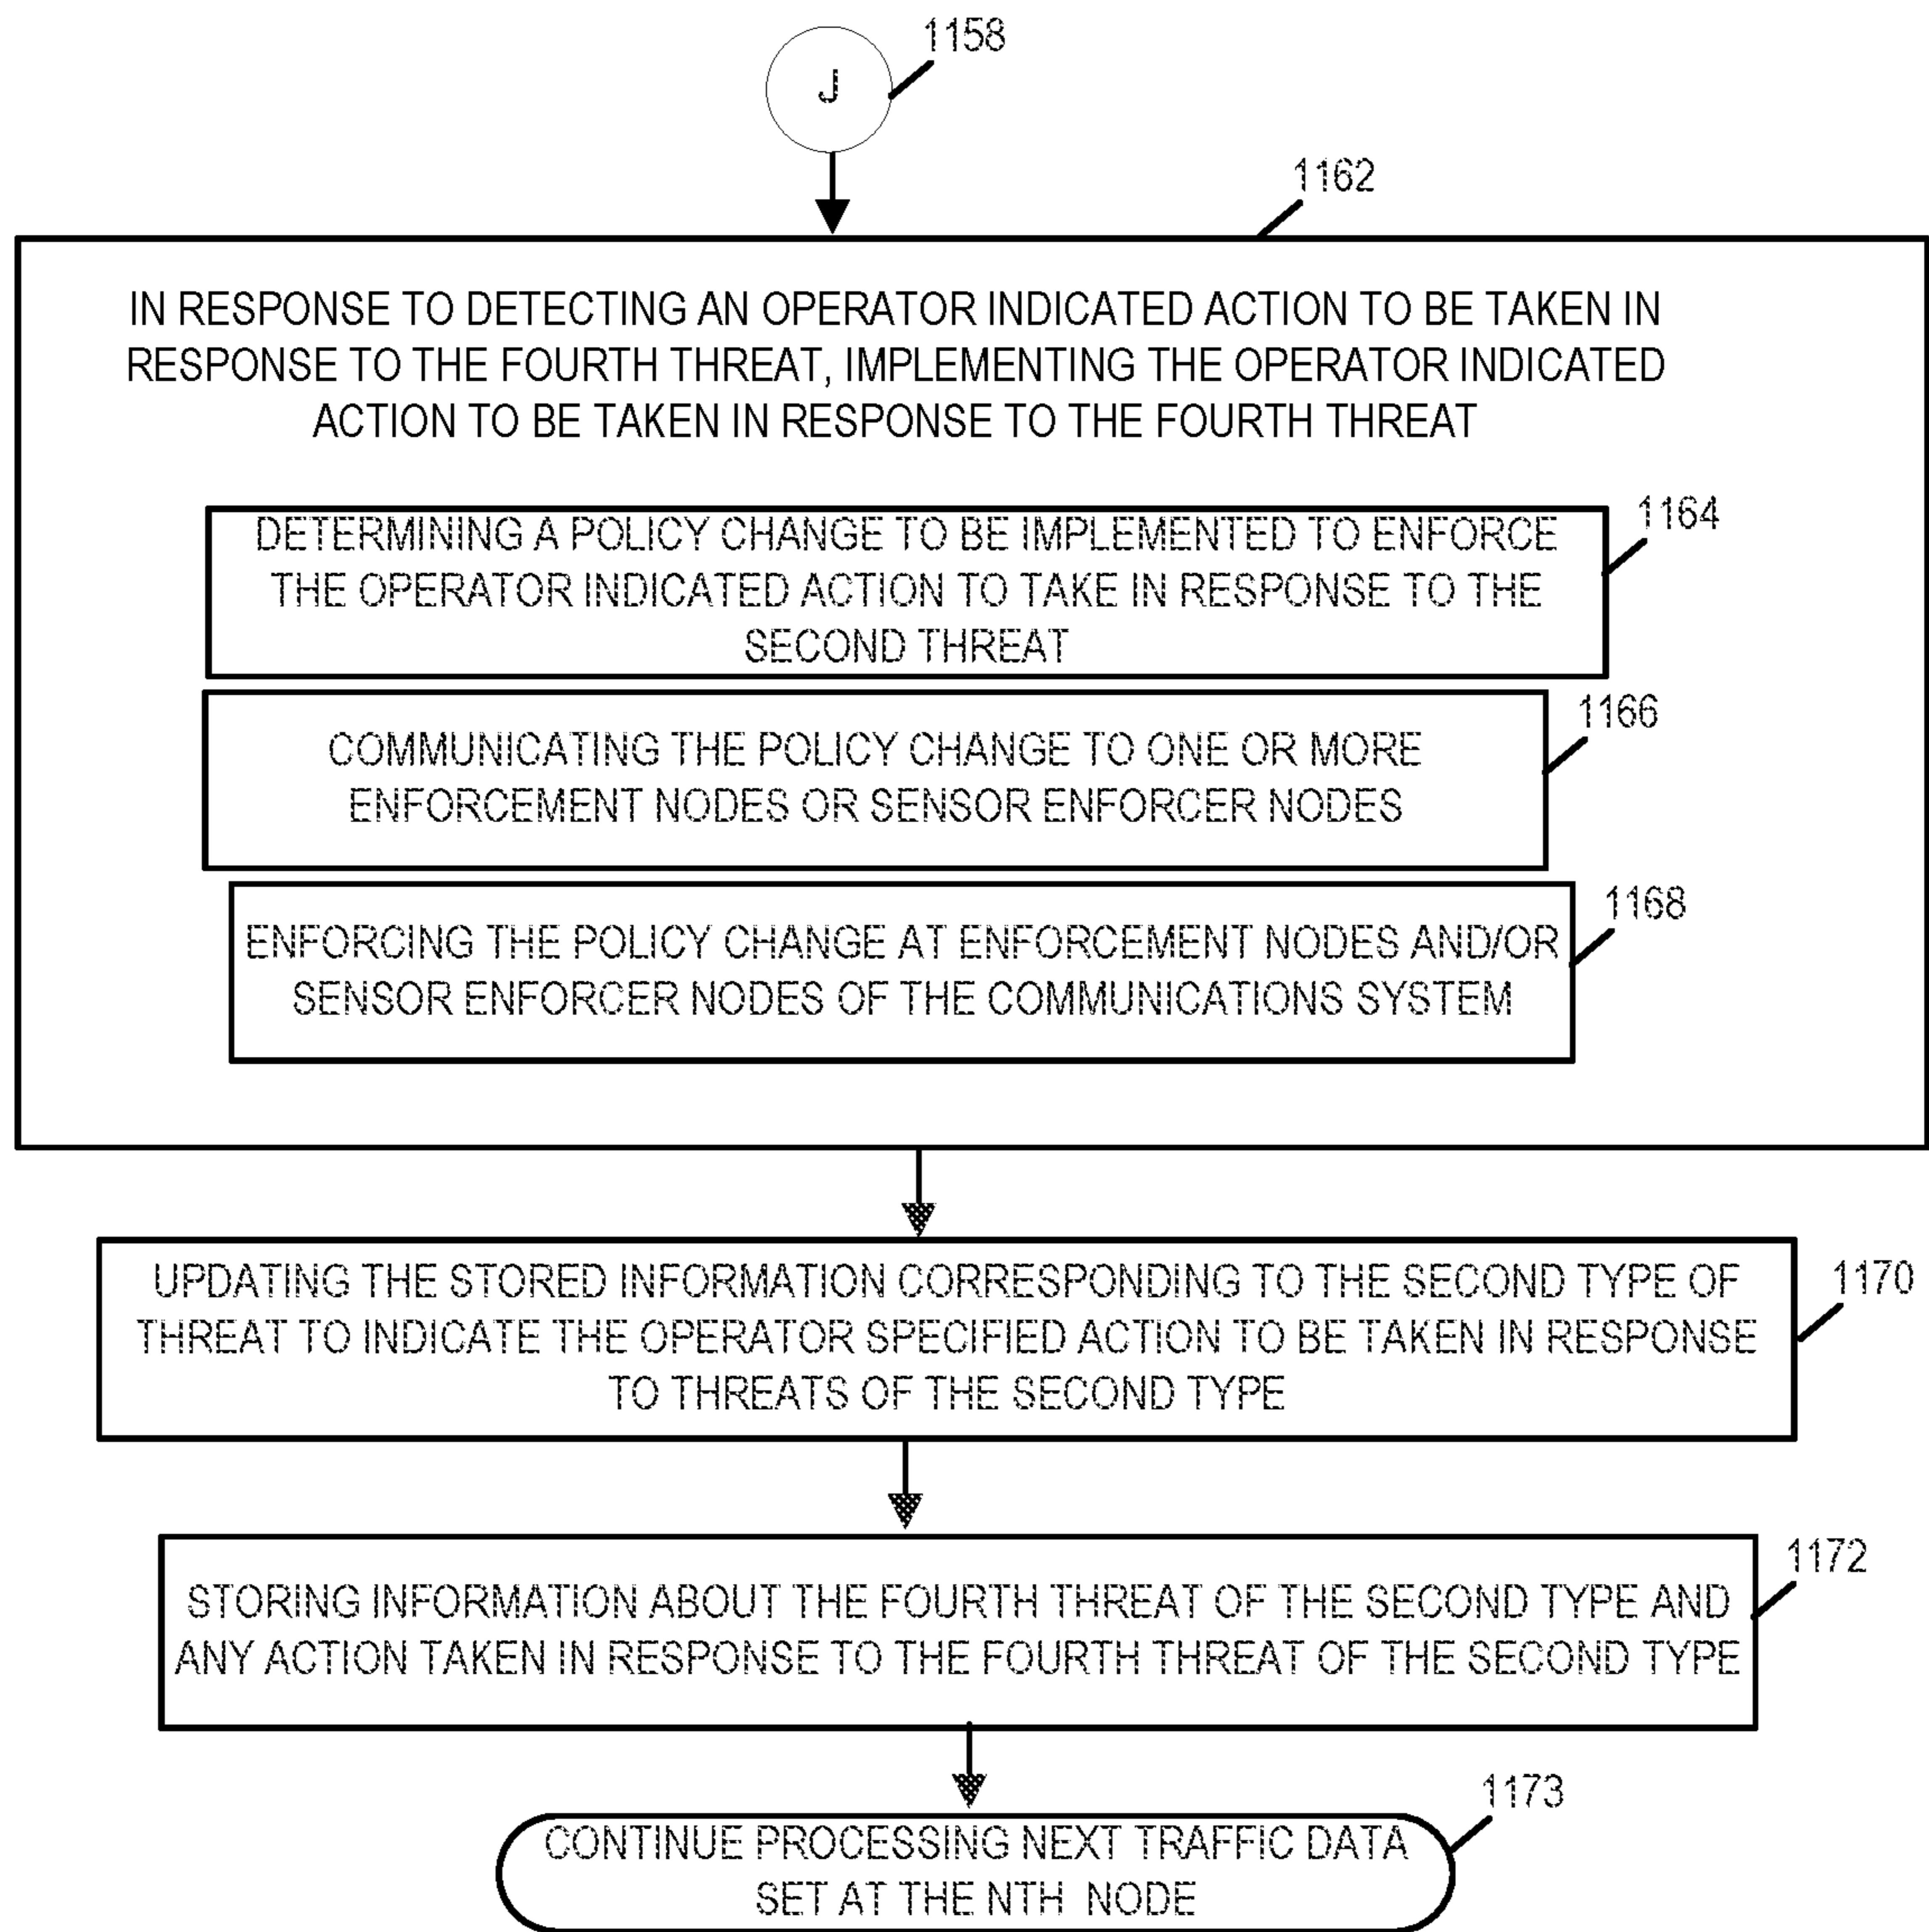 1158
J
1162
IN RESPONSE TO DETECTING AN OPERATOR INDICATED ACTION TO BE TAKEN IN
RESPONSE TO THE FOURTH THREAT, IMPLEMENTING THE OPERATOR INDICATED
ACTION TO BE TAKEN IN RESPONSE TO THE FOURTH THREAT
1164
DETERMINING A POLICY CHANGE TO BE IMPLEMENTED TO ENFORCE
THE OPERATOR INDICATED ACTION TO TAKE IN RESPONSE TO THE
SECOND THREAT
1166
COMMUNICATING THE POLICY CHANGE TO ONE OR MORE
ENFORCEMENT NODES OR SENSOR ENFORCER NODES
1168
ENFORCING THE POLICY CHANGE AT ENFORCEMENT NODES AND/OR
SENSOR ENFORCER NODES OF THE COMMUNICATIONS SYSTEM
1170
UPDATING THE STORED INFORMATION CORRESPONDING TO THE SECOND TYPE OF
THREAT TO INDICATE THE OPERATOR SPECIFIED ACTION TO BE TAKEN IN RESPONSE
TO THREATS OF THE SECOND TYPE
1172
STORING INFORMATION ABOUT THE FOURTH THREAT OF THE SECOND TYPE AND
ANY ACTION TAKEN IN RESPONSE TO THE FOURTH THREAT OF THE SECOND TYPE
1173
CONTINUE PROCESSING NEXT TRAFFIC DATA
SET AT THE NTH NODE